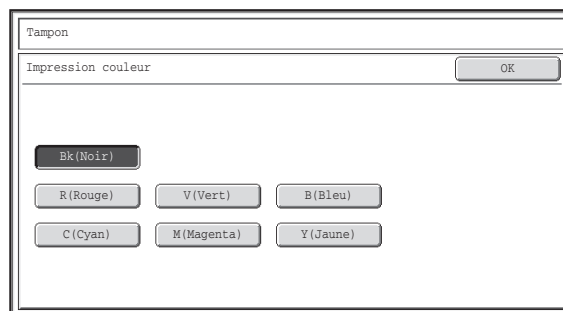 Tampon
Impression couleur OK
Bk(Noir)
R(Rouge) V(Vert) B(Bleu)
C(Cyan) M(Magenta) Y(Jaune)